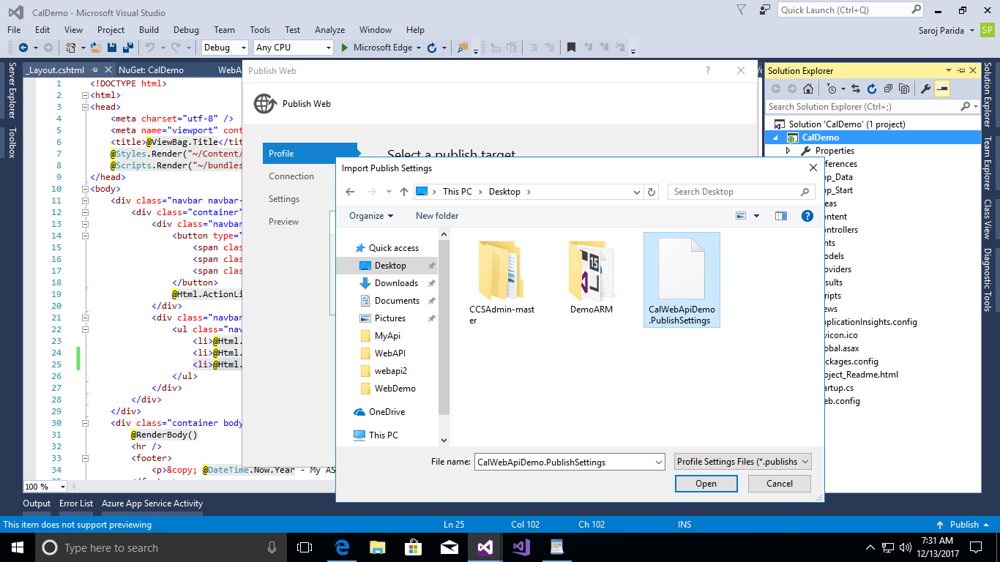 CalDemo - Microsoft Visual Studio
Quick Launch (Ctrl+Q)
File Edit View Project Build Debug Team Tools Test Analyze Window Help
Saroj Parida SP
Debug Any CPU Microsoft Edge
Server Explorer
Toolbox
_Layout.cshtml NuGet: CalDemo WebA
1 <!DOCTYPE html>
2 <html>
3 <head>
4 <meta charset="utf-8" />
5 <meta name="viewport" cont
6 <title>@ViewBag.Title</tit
7 @Styles.Render("~/Content/
8 @Scripts.Render("~/bundles
9 </head>
10 <body>
11 <div class="navbar navbar-
12 <div class="container"
13 <div class="navbar
14 <button type="
15 <span clas
16 <span clas
17 <span clas
18 </button>
19 @Html.ActionLi
20 </div>
21 <div class="navbar
22 <ul class="nav
23 <li>@Html.
24 <li>@Html.
25 <li>@Html.
26 </ul>
27 </div>
28 </div>
29 </div>
30 <div class="container body
31 @RenderBody()
32 <hr />
33 <footer>
34 <p>&copy; @DateTime.Now.Year - My AS
100 %
Publish Web
?
Publish Web
Profile
Connection
Settings
Preview
Select a publish target
Import Publish Settings
This PC Desktop
Search Desktop
Organize New folder
?
Quick access
Desktop
Downloads
Documents
Pictures
MyApi
WebAPI
webapi2
WebDemo
OneDrive
This PC
CCSAdmin-mast
er
15
DemoARM
CalWebApiDemo
.PublishSettings
File name: CalWebApiDemo.PublishSettings Profile Settings Files (*.publishs
Open Cancel
Solution Explorer
Search Solution Explorer (Ctrl+;)
Solution 'CalDemo' (1 project)
CalDemo
Properties
ferences
p_Data
p_Start
eas
ontent
ontrollers
nts
odels
oviders
sults
ripts
ews
pplicationInsights.config
vicon.ico
obal.asax
ckages.config
oject_Readme.html
artup.cs
eb.config
Solution Explorer
Team Explorer
Class View
Diagnostic Tools
Output Error List Azure App Service Activity
This item does not support previewing Ln 25 Col 102 Ch 102 INS Publish
Type here to search
7:31 AM
12/13/2017